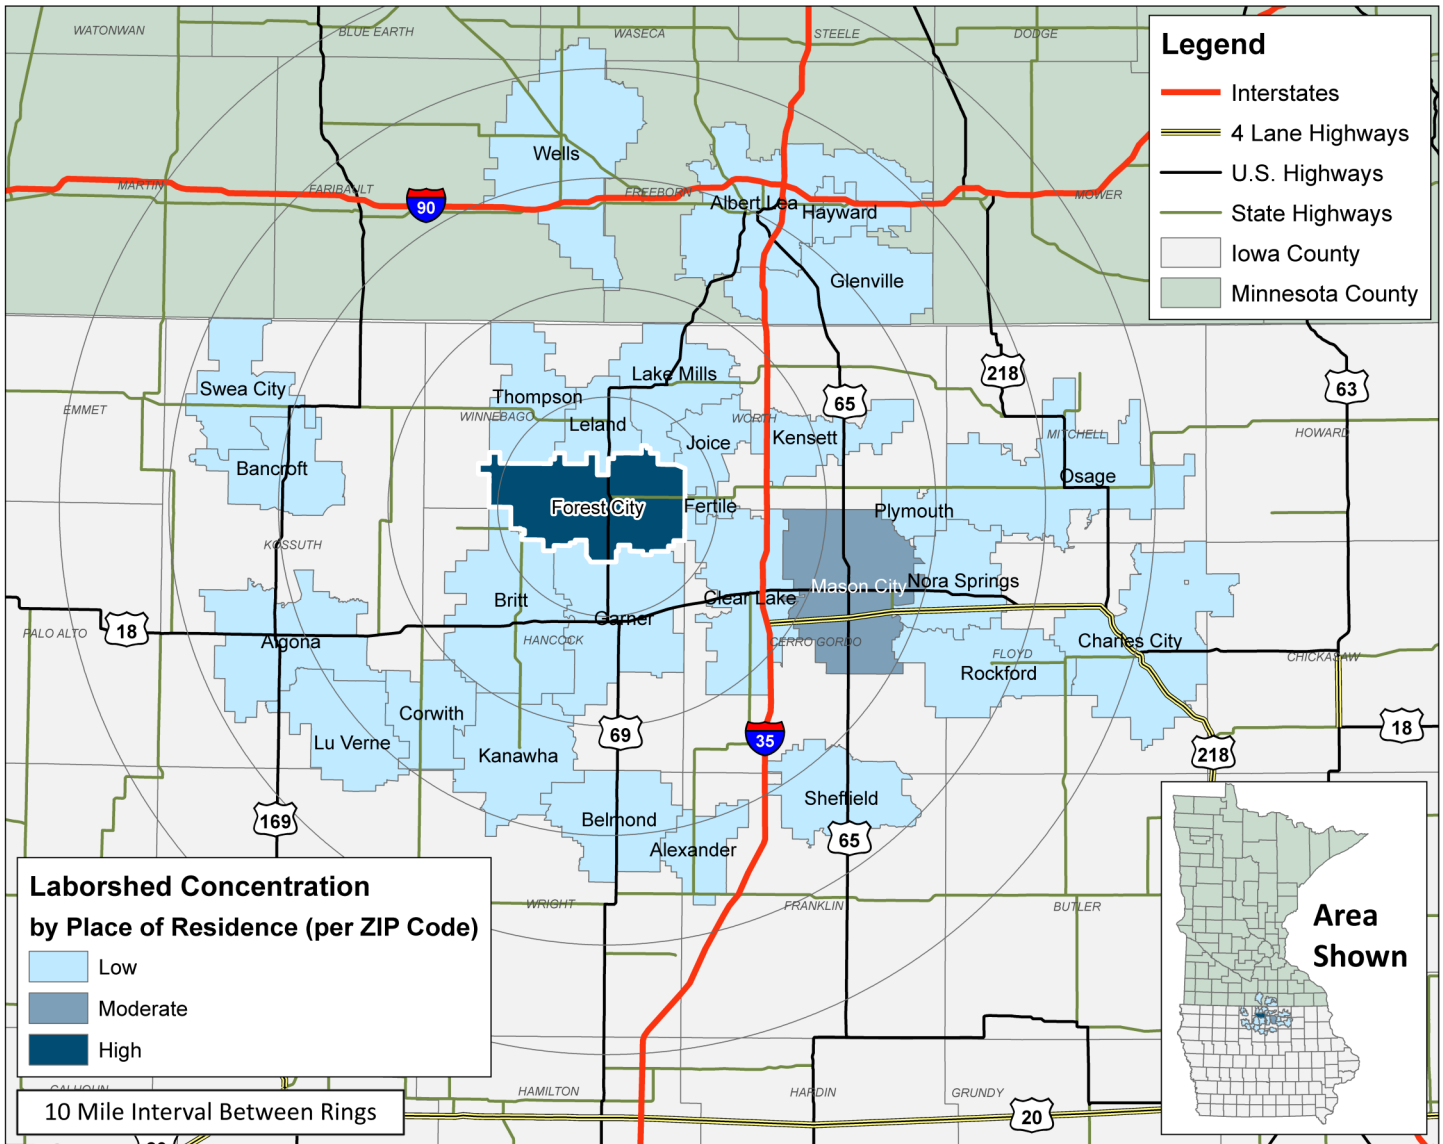 WATONWAN
BLUE EARTH
WASECA
STEELE
DODGE
Legend
Interstates
4 Lane Highways
U.S. Highways
State Highways
Iowa County
Minnesota County
Wells
MARTIN
FARIBAULT
FREEBORN
MOWER
90
Albert Lea
Hayward
Glenville
Swea City
Thompson
Lake Mills
218
65
63
EMMET
WINNEBAGO
Leland
Joice
WORTH
Kensett
MITCHELL
HOWARD
Bancroft
Osage
Forest City
Fertile
Plymouth
KOSSUTH
Britt
Clear Lake
Mason City
Nora Springs
Garner
18
PALO ALTO
Algona
HANCOCK
CERRO GORDO
FLOYD
Charles City
CHICKASAW
Rockford
Corwith
Lu Verne
Kanawha
69
35
218
18
169
Belmond
Sheffield
65
Alexander
WRIGHT
FRANKLIN
BUTLER
Laborshed Concentration
by Place of Residence (per ZIP Code)
Low
Moderate
High
Area
Shown
CALHOUN
HAMILTON
HARDIN
GRUNDY
20
10 Mile Interval Between Rings